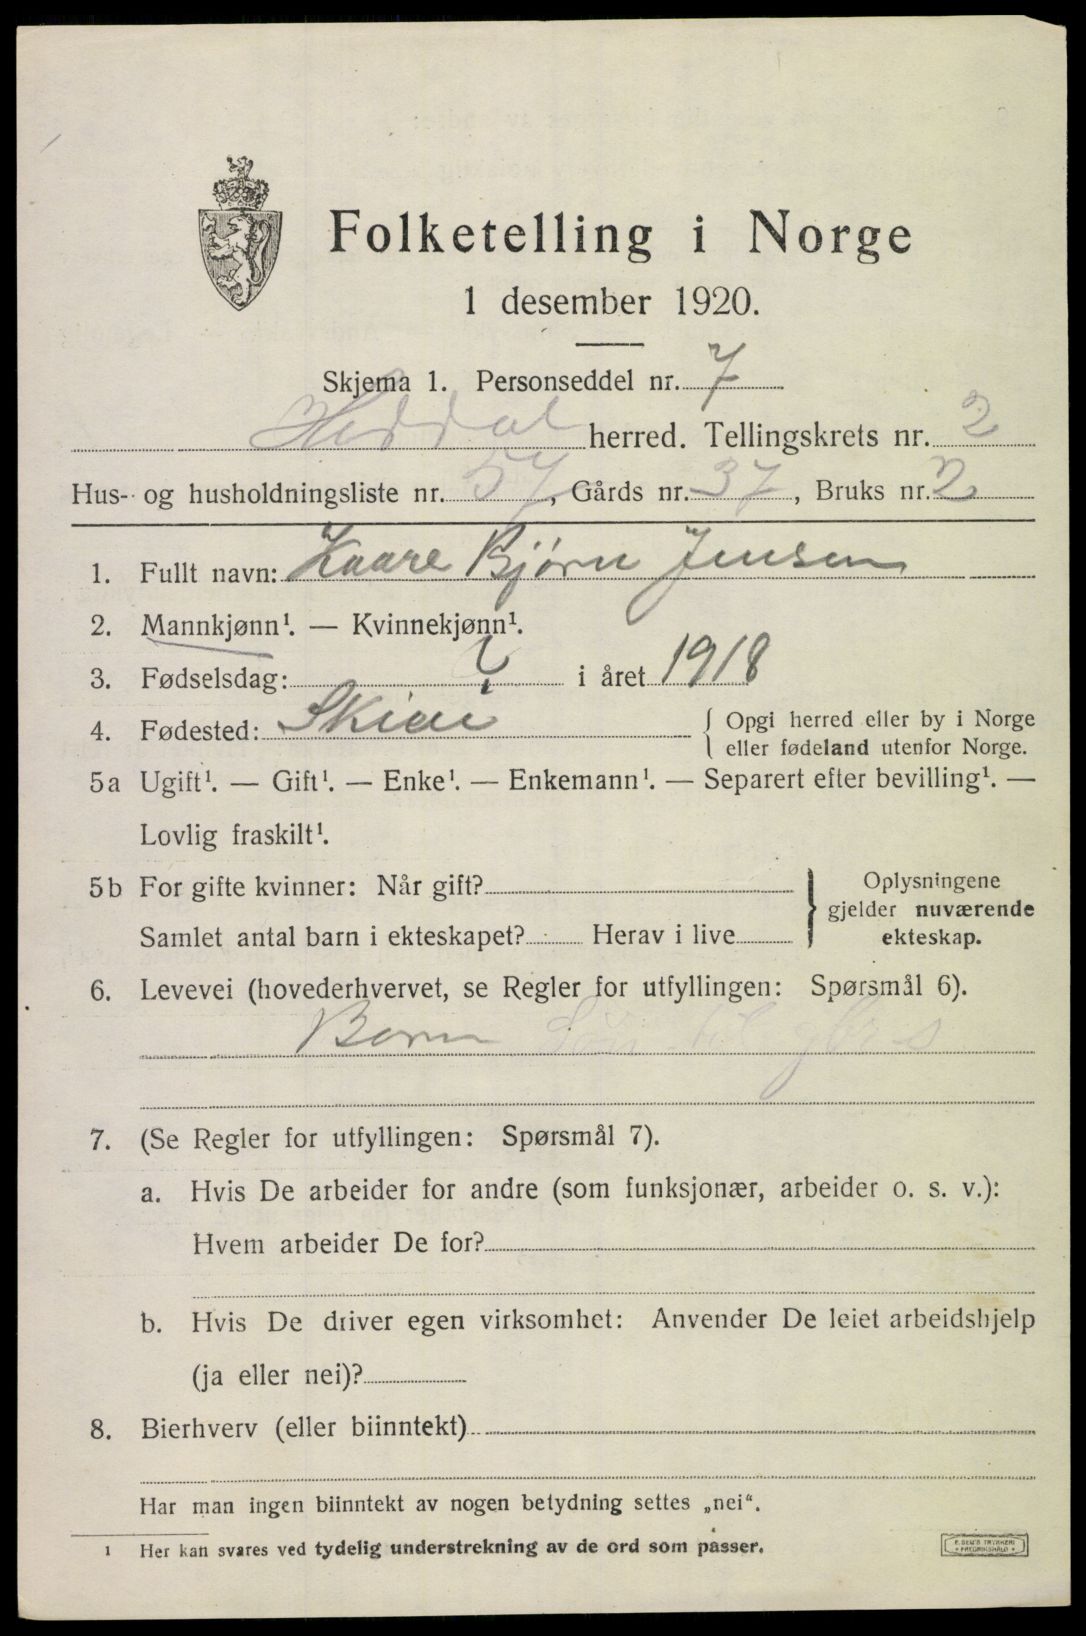 Folketelling i Norge
1 desember 1920.
Skjema 1. Personseddel nr. 7
Heddal herred. Tellingskrets nr. 2
Hus- og husholdningsliste nr. 57, Gårds nr. 37, Bruks nr. 2
1. Fullt navn: Kaare Bjørn Jensen
2. Mannkjønn¹. — Kvinnekjønn¹.
3. Fødselsdag: ? i året 1918
4. Fødested: Skien { Opgi herred eller by i Norge
eller fødeland utenfor Norge.
5a Ugift¹. — Gift¹. — Enke¹. — Enkemann¹. — Separert efter bevilling¹. —
Lovlig fraskilt¹.
5b For gifte kvinner: Når gift? } Oplysningene
gjelder nuværende
Samlet antal barn i ekteskapet? Herav i live
ekteskap.
6. Levevei (hovederhvervet, se Regler for utfyllingen: Spørsmål 6).
Barn Søn til
7. (Se Regler for utfyllingen: Spørsmål 7).
a. Hvis De arbeider for andre (som funksjonær, arbeider o. s. v.):
Hvem arbeider De for?
b. Hvis De driver egen virksomhet: Anvender De leiet arbeidshjelp
(ja eller nei)?
8. Bierhverv (eller biinntekt)
Har man ingen biinntekt av nogen betydning settes „nei“.
1 Her kan svares ved tydelig understrekning av de ord som passer.